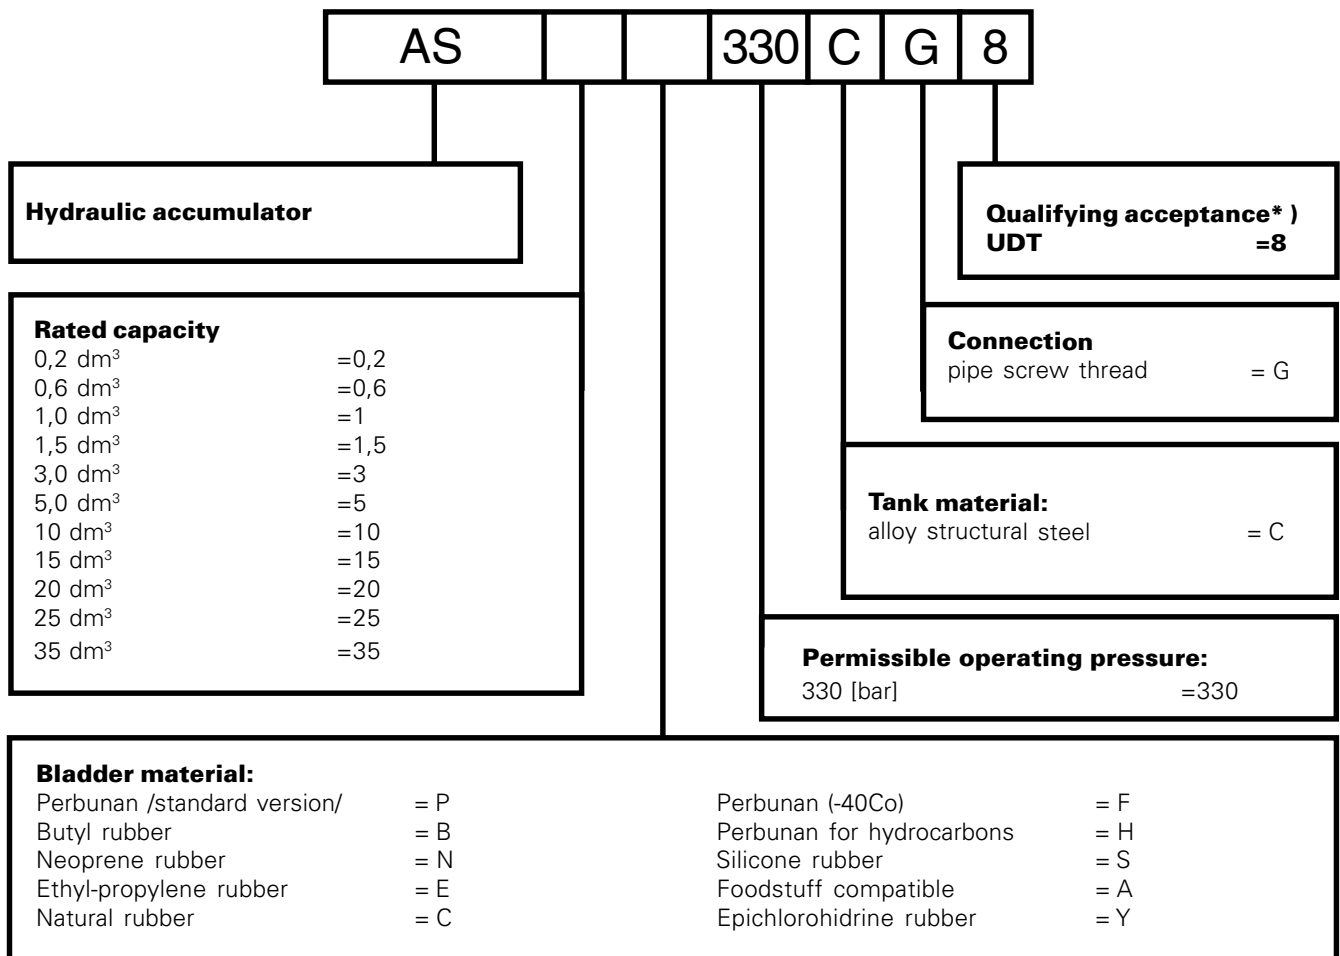 AS 330 C G 8
Hydraulic accumulator
Qualifying acceptance* )
UDT =8
Rated capacity
0,2 dm³ =0,2
0,6 dm³ =0,6
1,0 dm³ =1
1,5 dm³ =1,5
3,0 dm³ =3
5,0 dm³ =5
10 dm³ =10
15 dm³ =15
20 dm³ =20
25 dm³ =25
35 dm³ =35
Connection
pipe screw thread = G
Tank material:
alloy structural steel = C
Permissible operating pressure:
330 [bar] =330
Bladder material:
Perbunan /standard version/ = P
Butyl rubber = B
Neoprene rubber = N
Ethyl-propylene rubber = E
Natural rubber = C
Perbunan (-40Co) = F
Perbunan for hydrocarbons = H
Silicone rubber = S
Foodstuff compatible = A
Epichlorohidrine rubber = Y